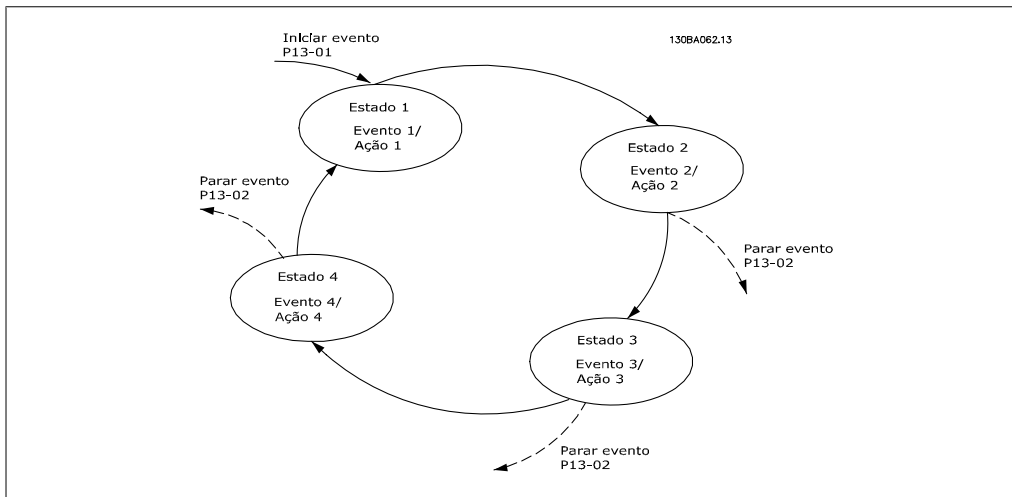 Iniciar evento
P13-01
130BA062.13
Estado 1
Evento 1/
Ação 1
Estado 2
Evento 2/
Ação 2
Parar evento
P13-02
Parar evento
P13-02
Estado 4
Evento 4/
Ação 4
Estado 3
Evento 3/
Ação 3
Parar evento
P13-02